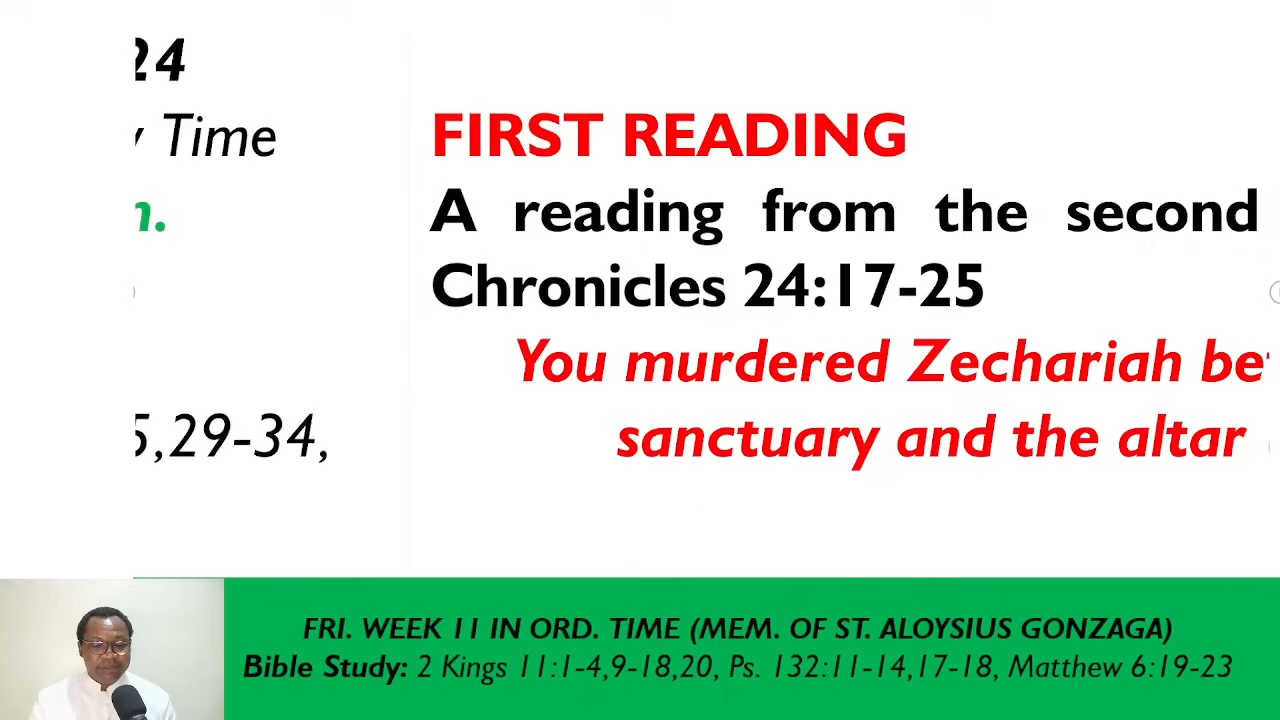 24
Time
n.
5,29-34,
FIRST READING
A reading from the second
Chronicles 24:17-25
You murdered Zechariah
sanctuary and the altar
FRI. WEEK 11 IN ORD. TIME (MEM. OF ST. ALOYSIUS GONZAGA)
Bible Study: 2 Kings 11:1-4,9-18,20, Ps. 132:11-14,17-18, Matthew 6:19-23